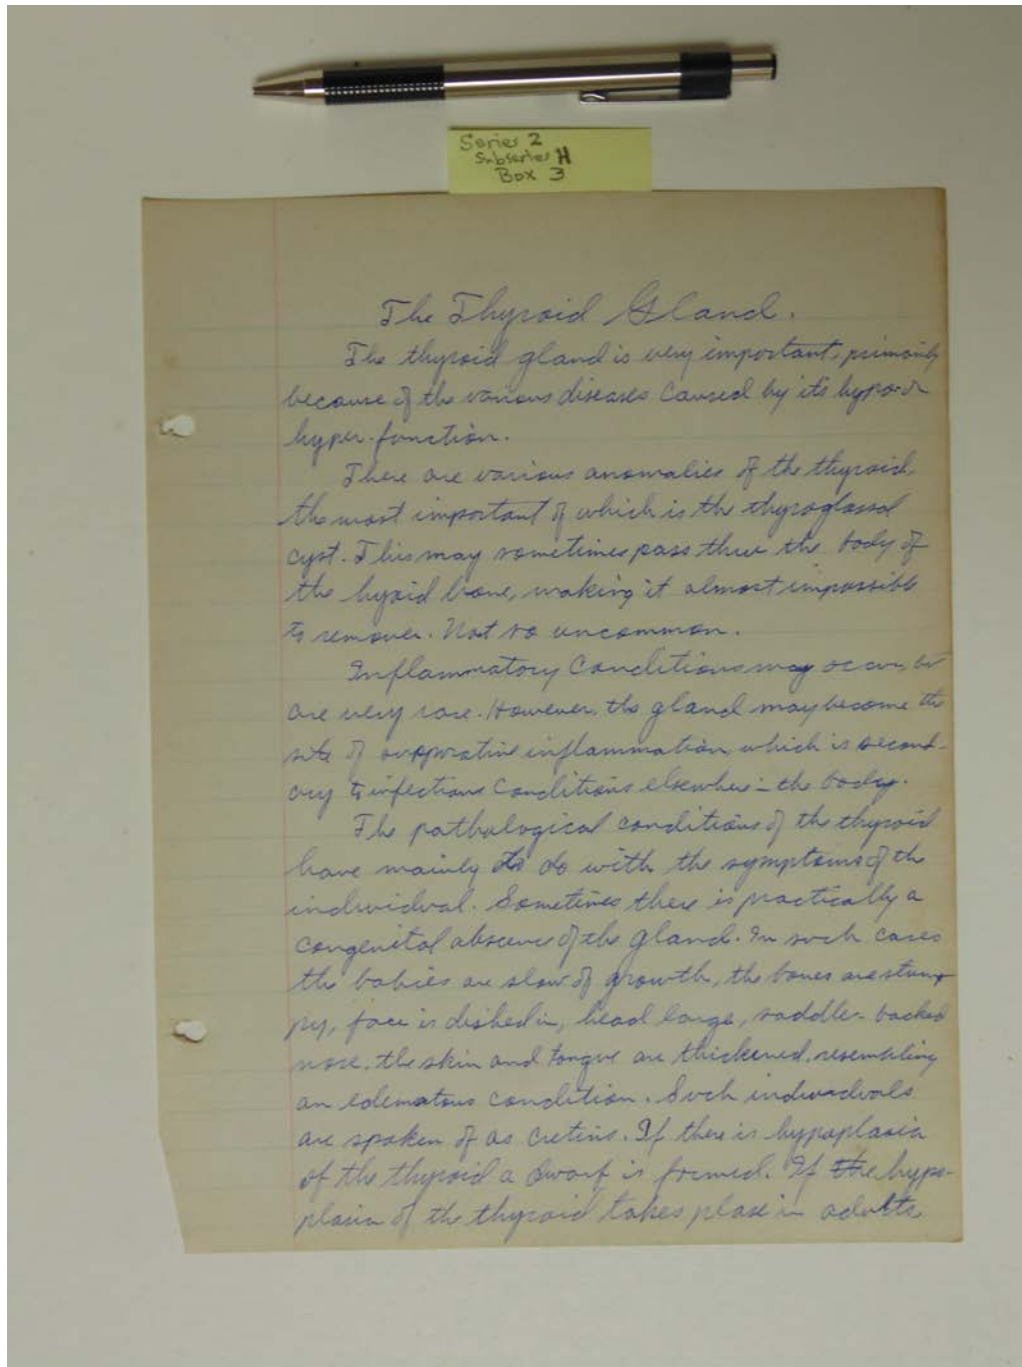 Series 2
Subseries H
Box 3
The Thyroid Gland.
The thyroid gland is very important, primarily
because of the various diseases caused by its hypo or
hyper-function.
There are various anomalies of the thyroid,
the most important of which is the thyroglossal
cyst. This may sometimes pass thru the body of
the hyoid bone, making it almost impossible
to remove. Not so uncommon.
Inflammatory Conditions may occur, but
are very rare. However, the gland may become the
site of suppurative inflammation which is second-
ary to infections Conditions elsewhere in the body.
The pathological conditions of the thyroid
have mainly to do with the symptoms of the
individual. Sometimes there is practically a
congenital absence of the gland. In such cases
the babies are slow of growth, the bones are stum-
py, face is dished in, head large, saddle-backed
nose, the skin and tongue are thickened, resembling
an edematous condition. Such individuals
are spoken of as cretins. If there is hypoplasia
of the thyroid a dwarf is formed. If the hypo-
plasia of the thyroid takes place in adults